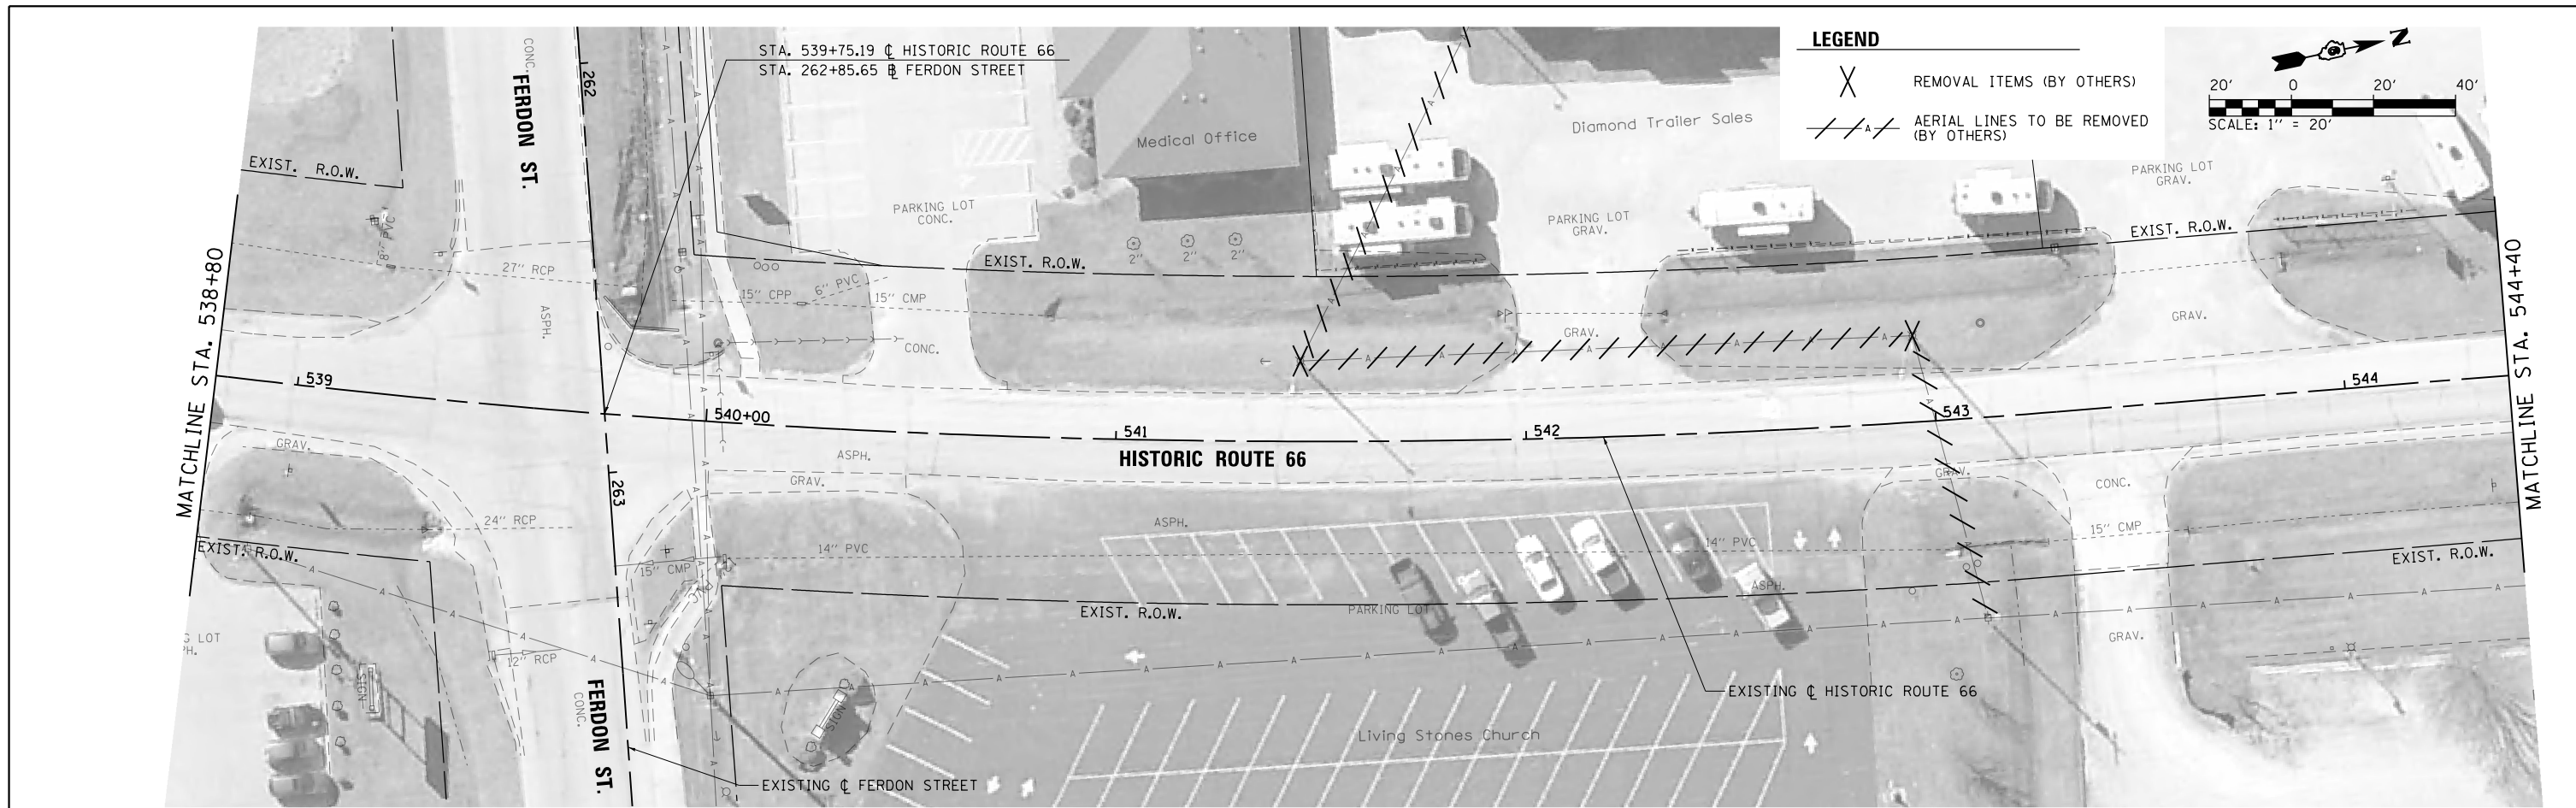 STA. 539+75.19 ℄ HISTORIC ROUTE 66
STA. 262+85.65 ℄ FERDON STREET
LEGEND
REMOVAL ITEMS (BY OTHERS)
A
AERIAL LINES TO BE REMOVED
(BY OTHERS)
N
20' 0 20' 40'
SCALE: 1" = 20'
CONC.
FERDON ST.
262
EXIST. R.O.W.
8" PVC
27" RCP
ASPH.
Medical Office
Diamond Trailer Sales
PARKING LOT
CONC.
PARKING LOT
GRAV.
PARKING LOT
GRAV.
2"
2"
2"
EXIST. R.O.W.
EXIST. R.O.W.
15" CPP
6" PVC
15" CMP
CONC.
GRAV.
GRAV.
MATCHLINE STA. 538+80
MATCHLINE STA. 544+40
539
540+00
541
542
543
544
HISTORIC ROUTE 66
GRAV.
ASPH.
GRAV.
GRAV.
CONC.
263
24" RCP
EXIST. R.O.W.
ASPH.
14" PVC
14" PVC
15" CMP
15" CMP
EXIST. R.O.W.
EXIST. R.O.W.
PARKING LOT
ASPH.
GRAV.
12" RCP
SIGN
SIGN
FERDON ST.
CONC.
EXISTING ℄ HISTORIC ROUTE 66
Living Stones Church
EXISTING ℄ FERDON STREET